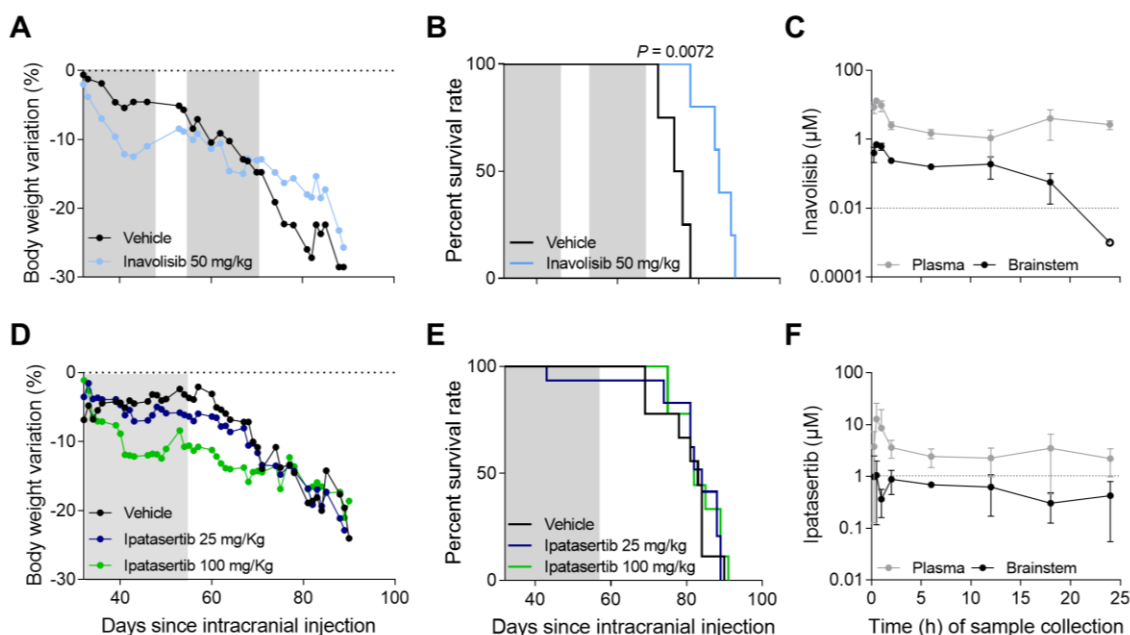 A
Body weight variation (%)
0
-10
-20
-30
Vehicle
Inavolisib 50 mg/kg
B
P = 0.0072
Percent survival rate
100
50
0
Vehicle
Inavolisib 50 mg/kg
C
Inavolisib (µM)
100
1
0.01
0.0001
Plasma
Brainstem
D
Body weight variation (%)
0
-10
-20
-30
Vehicle
Ipatasertib 25 mg/Kg
Ipatasertib 100 mg/Kg
40 60 80 100
Days since intracranial injection
E
Percent survival rate
100
50
0
Vehicle
Ipatasertib 25 mg/kg
Ipatasertib 100 mg/kg
40 60 80 100
Days since intracranial injection
F
Ipatasertib (µM)
100
10
1
0.1
0.01
Plasma
Brainstem
0 5 10 15 20 25
Time (h) of sample collection